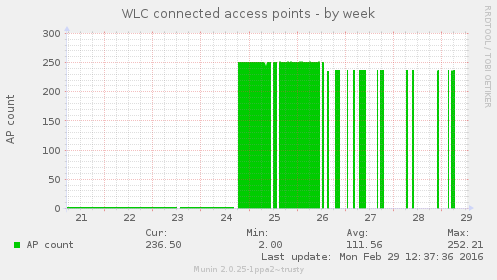 WLC connected access points - by week
RRDTOOL / TOBI OETIKER
AP count
300
250
200
150
100
50
0
21 22 23 24 25 26 27 28 29
Cur: Min: Avg: Max:
AP count 236.50 2.00 111.56 252.21
Last update: Mon Feb 29 12:37:36 2016
Munin 2.0.25-1ppa2~trusty